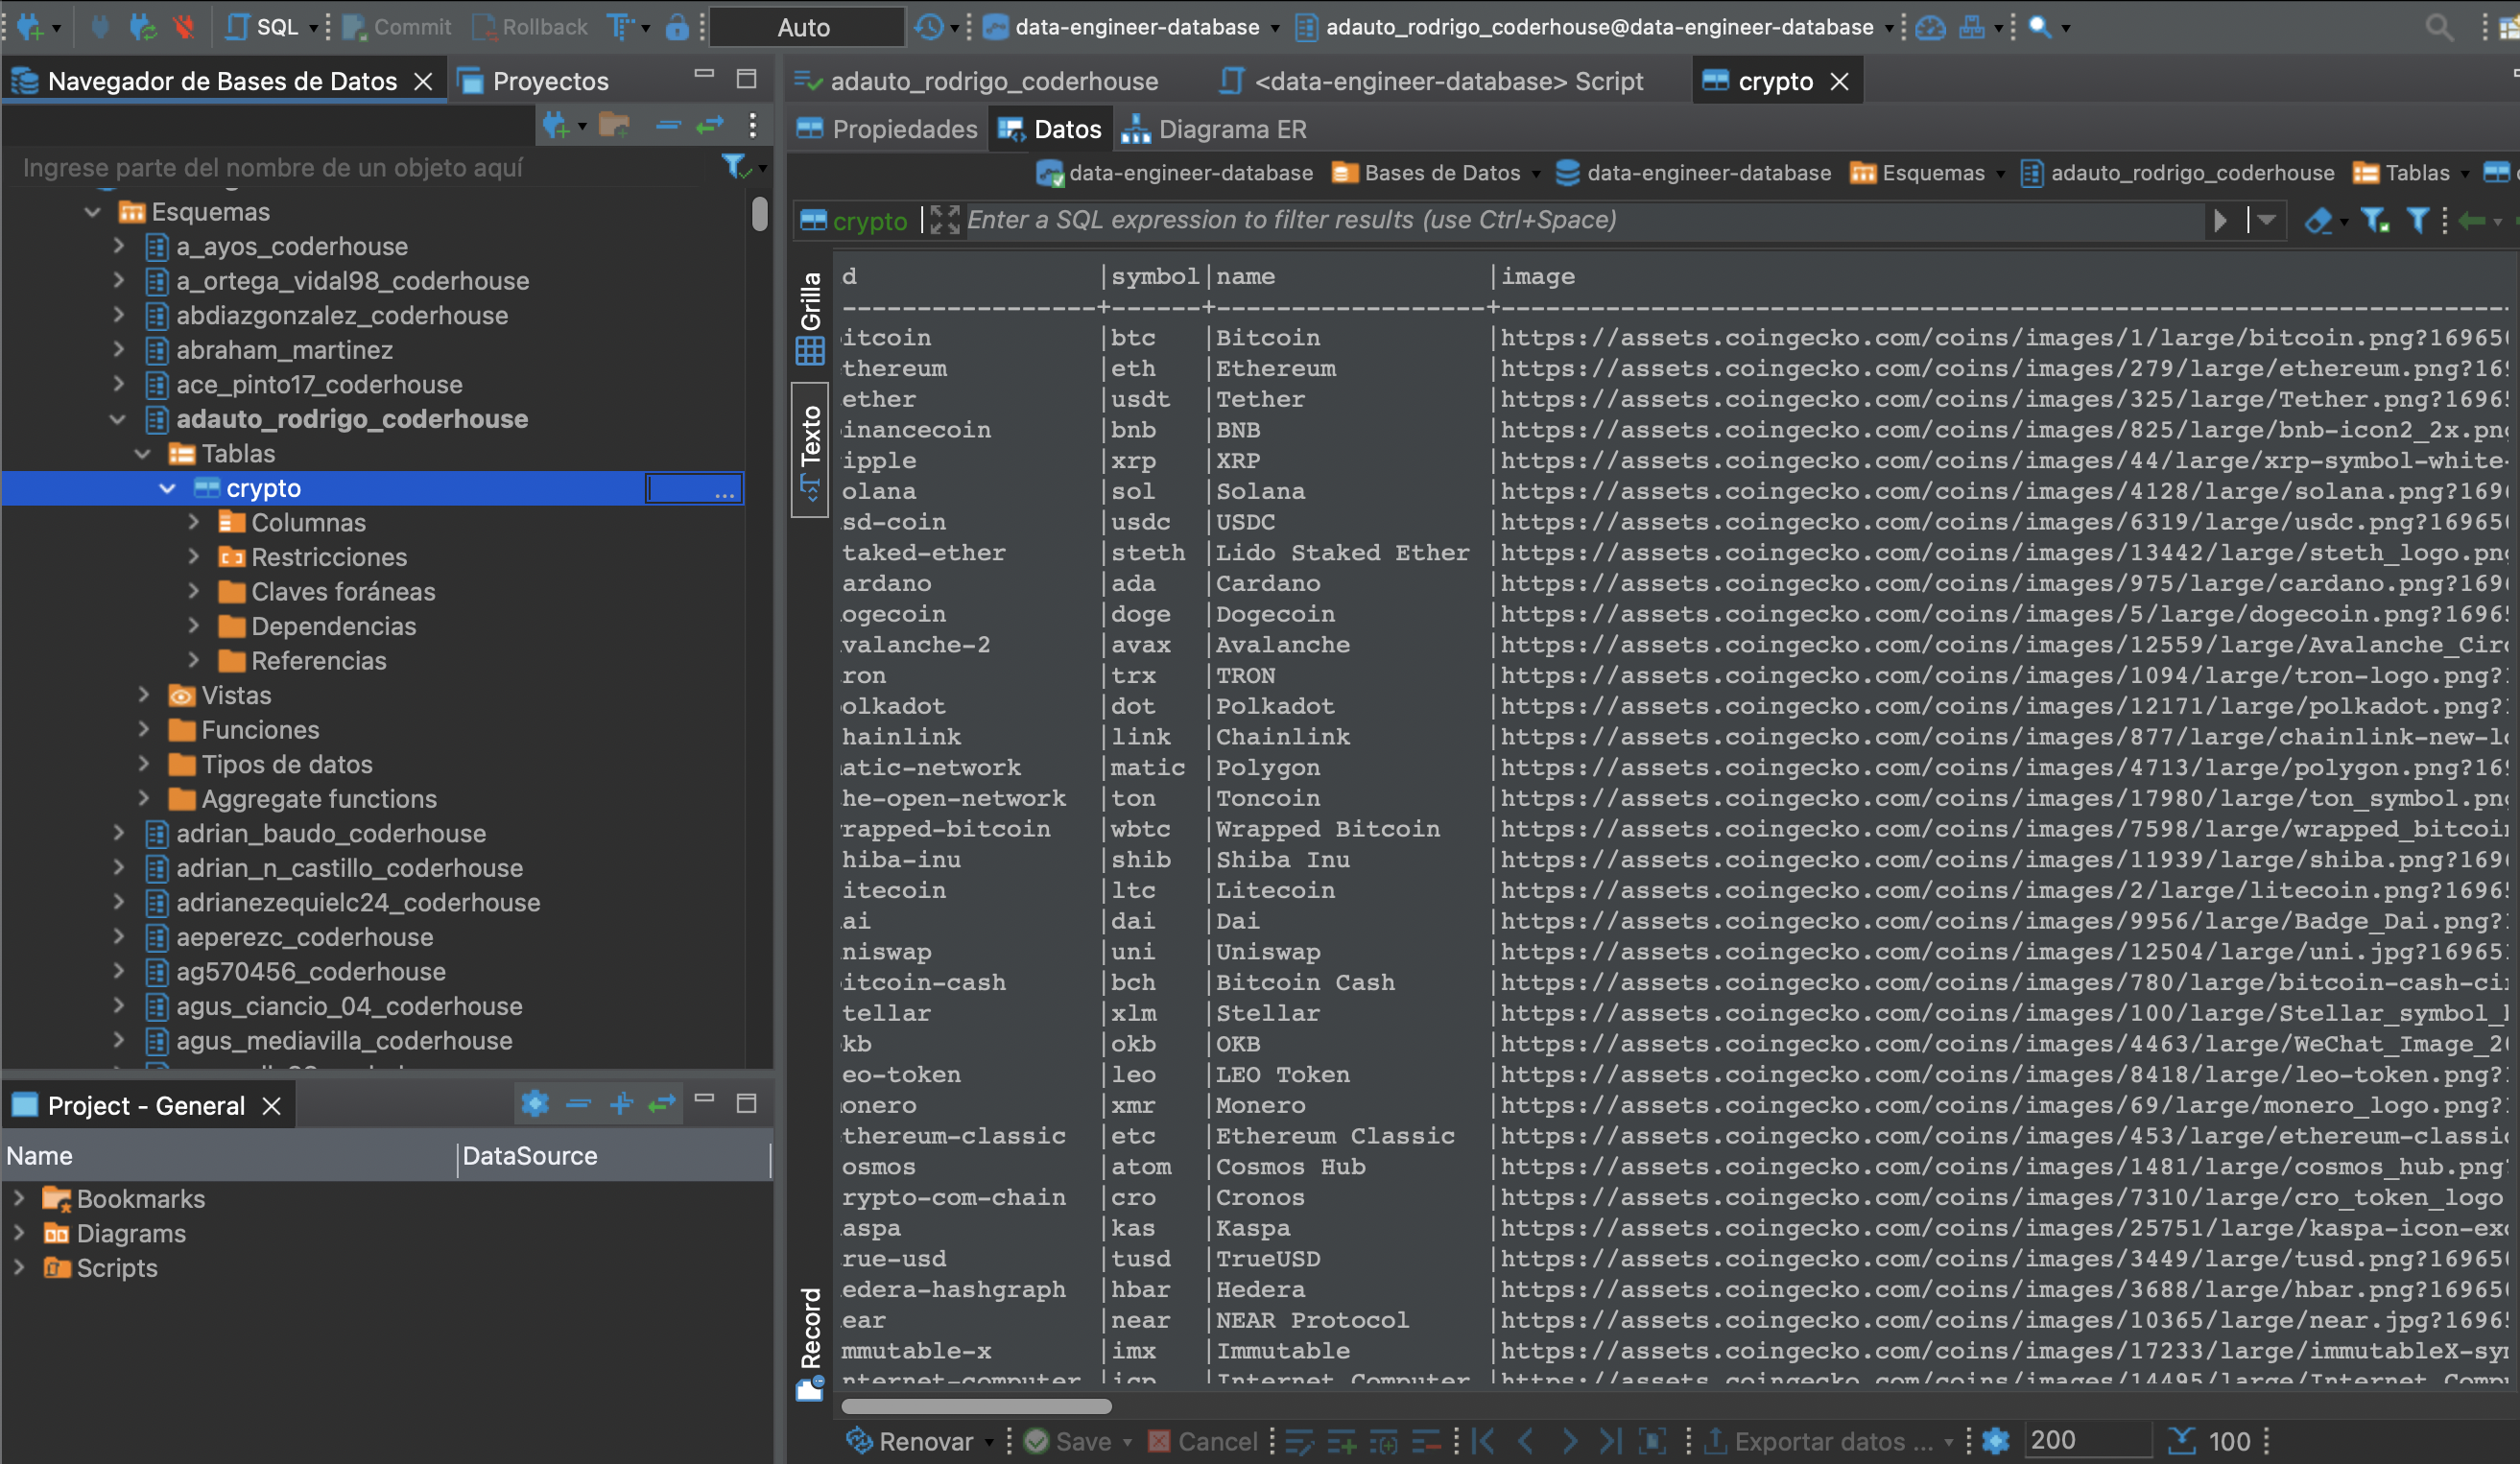 SQL Commit Rollback Auto data-engineer-database adauto_rodrigo_coderhouse@data-engineer-database
Navegador de Bases de Datos Proyectos
Ingrese parte del nombre de un objeto aquí
Esquemas
a_ayos_coderhouse
a_ortega_vidal98_coderhouse
abdiazgonzalez_coderhouse
abraham_martinez
ace_pinto17_coderhouse
adauto_rodrigo_coderhouse
Tablas
crypto ...
Columnas
Restricciones
Claves foráneas
Dependencias
Referencias
Vistas
Funciones
Tipos de datos
Aggregate functions
adrian_baudo_coderhouse
adrian_n_castillo_coderhouse
adrianezequielc24_coderhouse
aeperezc_coderhouse
ag570456_coderhouse
agus_ciancio_04_coderhouse
agus_mediavilla_coderhouse
Project - General
Name DataSource
Bookmarks
Diagrams
Scripts
adauto_rodrigo_coderhouse <data-engineer-database> Script crypto
Propiedades Datos Diagrama ER
data-engineer-database Bases de Datos data-engineer-database Esquemas adauto_rodrigo_coderhouse Tablas
crypto Enter a SQL expression to filter results (use Ctrl+Space)
Grilla
Texto
Record
d |symbol|name |image
-----------------+------+------------------+--------------------------------------------------------------------
itcoin |btc |Bitcoin |https://assets.coingecko.com/coins/images/1/large/bitcoin.png?16965
thereum |eth |Ethereum |https://assets.coingecko.com/coins/images/279/large/ethereum.png?16
ether |usdt |Tether |https://assets.coingecko.com/coins/images/325/large/Tether.png?1696
inancecoin |bnb |BNB |https://assets.coingecko.com/coins/images/825/large/bnb-icon2_2x.pn
ipple |xrp |XRP |https://assets.coingecko.com/coins/images/44/large/xrp-symbol-white-
olana |sol |Solana |https://assets.coingecko.com/coins/images/4128/large/solana.png?169
sd-coin |usdc |USDC |https://assets.coingecko.com/coins/images/6319/large/usdc.png?16965
taked-ether |steth |Lido Staked Ether |https://assets.coingecko.com/coins/images/13442/large/steth_logo.pn
ardano |ada |Cardano |https://assets.coingecko.com/coins/images/975/large/cardano.png?169
ogecoin |doge |Dogecoin |https://assets.coingecko.com/coins/images/5/large/dogecoin.png?1696
valanche-2 |avax |Avalanche |https://assets.coingecko.com/coins/images/12559/large/Avalanche_Cir
ron |trx |TRON |https://assets.coingecko.com/coins/images/1094/large/tron-logo.png?
olkadot |dot |Polkadot |https://assets.coingecko.com/coins/images/12171/large/polkadot.png?
hainlink |link |Chainlink |https://assets.coingecko.com/coins/images/877/large/chainlink-new-l
atic-network |matic |Polygon |https://assets.coingecko.com/coins/images/4713/large/polygon.png?16
he-open-network |ton |Toncoin |https://assets.coingecko.com/coins/images/17980/large/ton_symbol.pn
rapped-bitcoin |wbtc |Wrapped Bitcoin |https://assets.coingecko.com/coins/images/7598/large/wrapped_bitcoi
hiba-inu |shib |Shiba Inu |https://assets.coingecko.com/coins/images/11939/large/shiba.png?169
itecoin |ltc |Litecoin |https://assets.coingecko.com/coins/images/2/large/litecoin.png?1696
ai |dai |Dai |https://assets.coingecko.com/coins/images/9956/large/Badge_Dai.png?
niswap |uni |Uniswap |https://assets.coingecko.com/coins/images/12504/large/uni.jpg?16965
itcoin-cash |bch |Bitcoin Cash |https://assets.coingecko.com/coins/images/780/large/bitcoin-cash-ci
tellar |xlm |Stellar |https://assets.coingecko.com/coins/images/100/large/Stellar_symbol_
kb |okb |OKB |https://assets.coingecko.com/coins/images/4463/large/WeChat_Image_2
eo-token |leo |LEO Token |https://assets.coingecko.com/coins/images/8418/large/leo-token.png?
onero |xmr |Monero |https://assets.coingecko.com/coins/images/69/large/monero_logo.png?
thereum-classic |etc |Ethereum Classic |https://assets.coingecko.com/coins/images/453/large/ethereum-classi
osmos |atom |Cosmos Hub |https://assets.coingecko.com/coins/images/1481/large/cosmos_hub.png
rypto-com-chain |cro |Cronos |https://assets.coingecko.com/coins/images/7310/large/cro_token_logo
aspa |kas |Kaspa |https://assets.coingecko.com/coins/images/25751/large/kaspa-icon-ex
rue-usd |tusd |TrueUSD |https://assets.coingecko.com/coins/images/3449/large/tusd.png?16965
edera-hashgraph |hbar |Hedera |https://assets.coingecko.com/coins/images/3688/large/hbar.png?16965
ear |near |NEAR Protocol |https://assets.coingecko.com/coins/images/10365/large/near.jpg?1696
mmutable-x |imx |Immutable |https://assets.coingecko.com/coins/images/17233/large/immutableX-sy
nternet-computer |icp |Internet Computer |https://assets.coingecko.com/coins/images/14495/large/Internet_Comp
Renovar Save Cancel Exportar datos ... 200 100